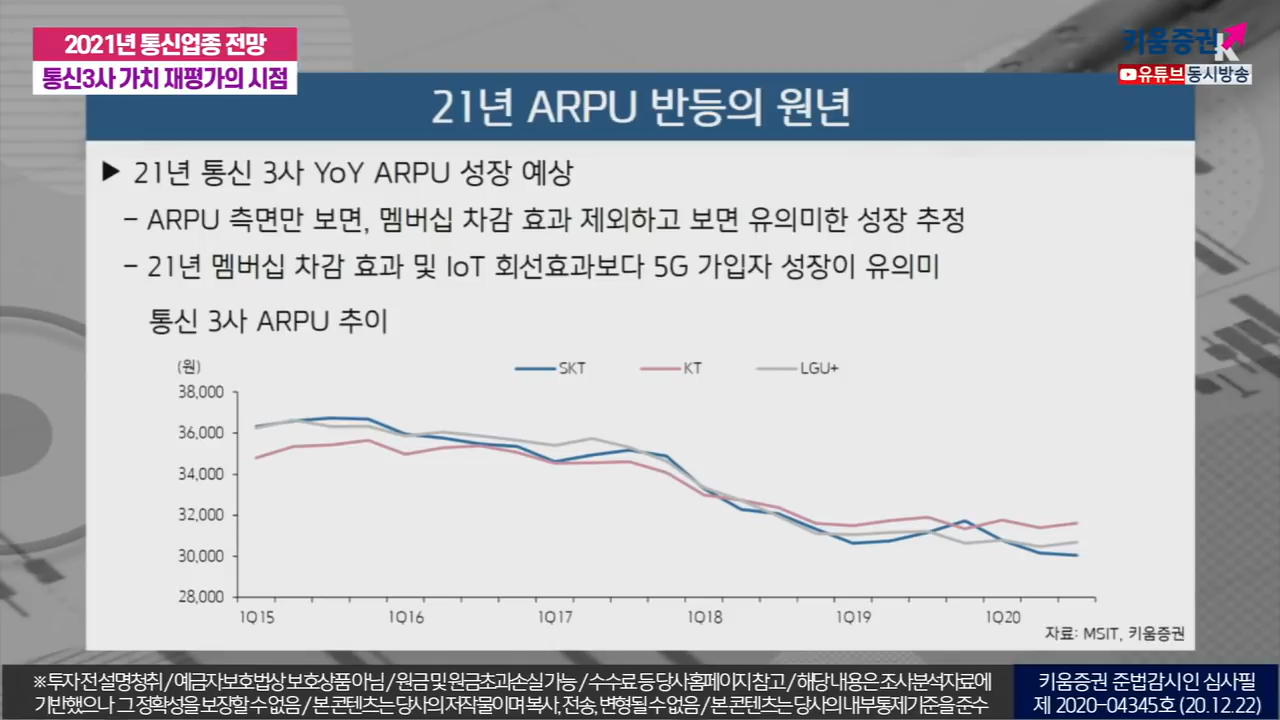 2021년 통신업종 전망
통신3사 가치 재평가의 시점
키움증권
유튜브 동시방송
21년 ARPU 반등의 원년
▶ 21년 통신 3사 YoY ARPU 성장 예상
- ARPU 측면만 보면, 멤버십 차감 효과 제외하고 보면 유의미한 성장 추정
- 21년 멤버십 차감 효과 및 IoT 회선효과보다 5G 가입자 성장이 유의미
통신 3사 ARPU 추이
(원)
SKT KT LGU+
38,000
36,000
34,000
32,000
30,000
28,000
1Q15 1Q16 1Q17 1Q18 1Q19 1Q20
자료: MSIT, 키움증권
※투자 전 설명청취 / 예금자보호법상 보호상품 아님 / 원금 및 원금초과손실 가능 / 수수료 등 당사홈페이지 참고 / 해당 내용은 조사분석자료에
기반했으나 그 정확성을 보장할 수 없음 / 본 콘텐츠는 당사의 저작물이며 복사, 전송, 변형될 수 없음 / 본 콘텐츠는 당사의 내부통제기준을 준수
키움증권 준법감시인 심사필
제 2020-04345호 (20.12.22)